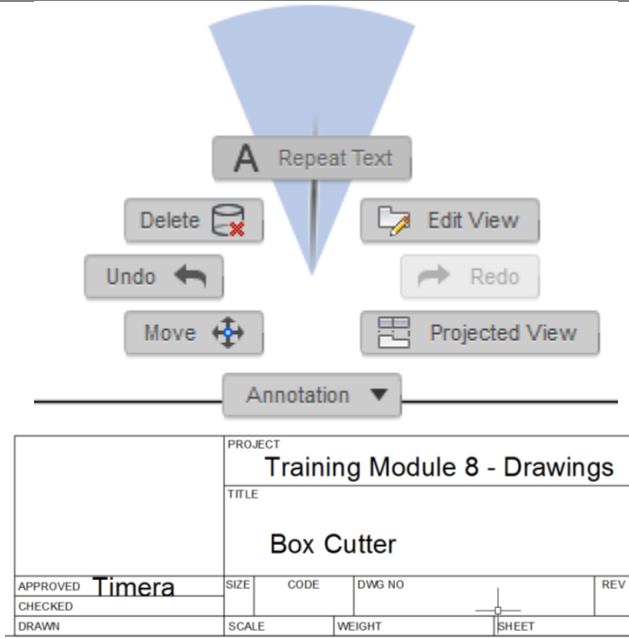 A Repeat Text
Delete Edit View
Undo Redo
Move Projected View
Annotation
PROJECT
Training Module 8 - Drawings
TITLE
Box Cutter
APPROVED Timera SIZE CODE DWG NO REV
CHECKED
DRAWN SCALE WEIGHT SHEET